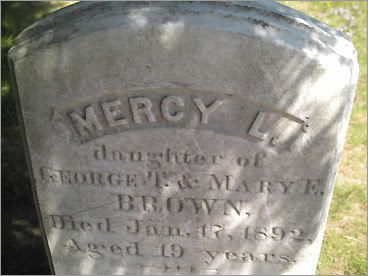 MERCY L.
daughter of
GEORGE T. & MARY E.
BROWN,
Died Jan. 17, 1892,
Aged 19 years.